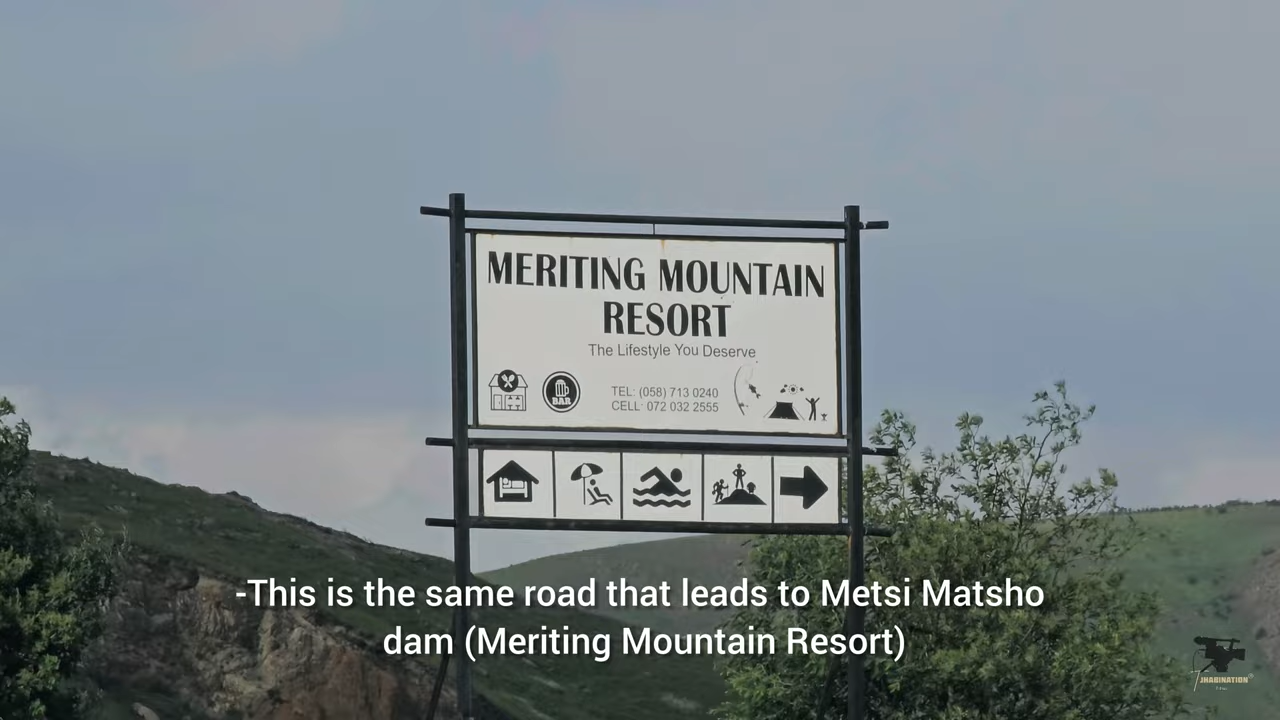 MERITING MOUNTAIN
RESORT
The Lifestyle You Deserve
BAR
TEL: (058) 713 0240
CELL: 072 032 2555
-This is the same road that leads to Metsi Matsho
dam (Meriting Mountain Resort)
JHABINATION